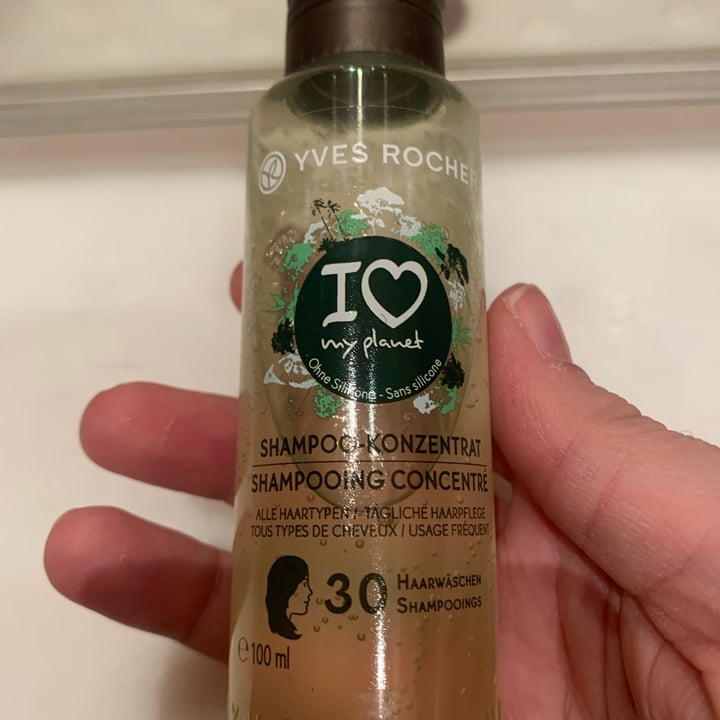 YVES ROCHER
I
my planet
Ohne Silikone - Sans silicone
SHAMPOO-KONZENTRAT
SHAMPOOING CONCENTRÉ
ALLE HAARTYPEN / TÄGLICHE HAARPFLEGE
TOUS TYPES DE CHEVEUX / USAGE FRÉQUENT
30 HAARWÄSCHEN
SHAMPOOINGS
e 100 ml